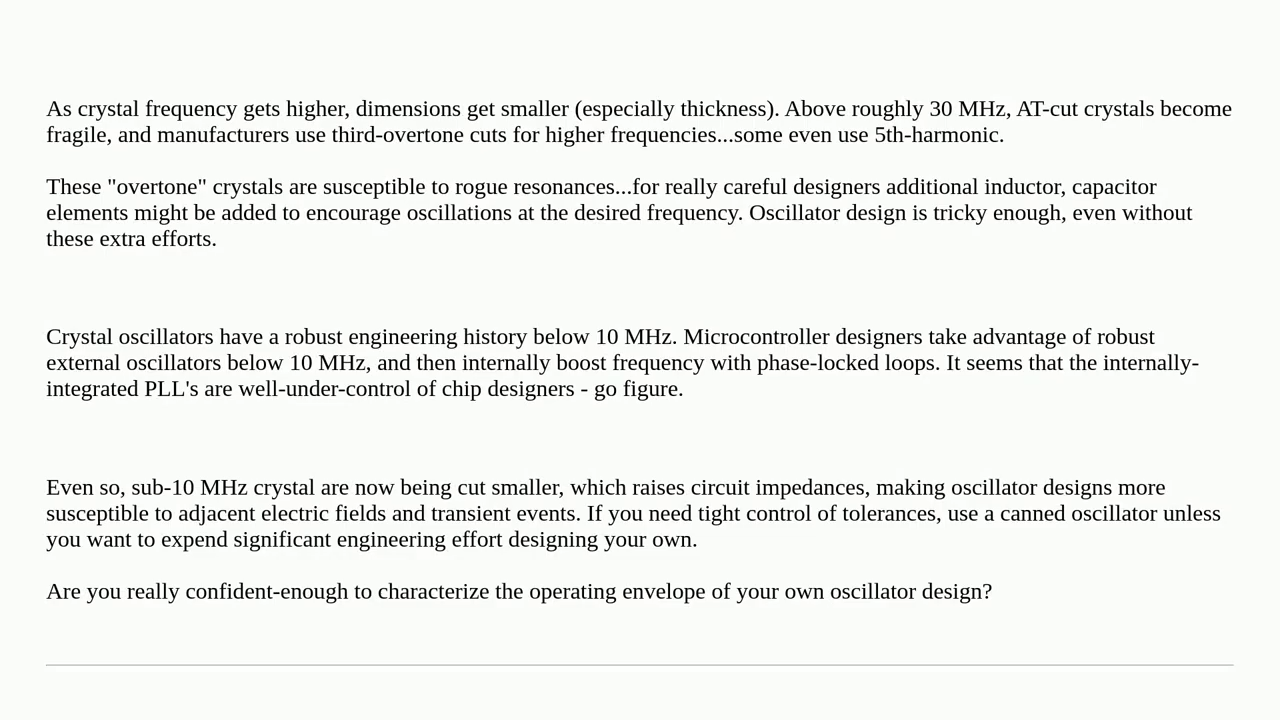 As crystal frequency gets higher, dimensions get smaller (especially thickness). Above roughly 30 MHz, AT-cut crystals become
fragile, and manufacturers use third-overtone cuts for higher frequencies...some even use 5th-harmonic.
These "overtone" crystals are susceptible to rogue resonances...for really careful designers additional inductor, capacitor
elements might be added to encourage oscillations at the desired frequency. Oscillator design is tricky enough, even without
these extra efforts.
Crystal oscillators have a robust engineering history below 10 MHz. Microcontroller designers take advantage of robust
external oscillators below 10 MHz, and then internally boost frequency with phase-locked loops. It seems that the internally-
integrated PLL's are well-under-control of chip designers - go figure.
Even so, sub-10 MHz crystal are now being cut smaller, which raises circuit impedances, making oscillator designs more
susceptible to adjacent electric fields and transient events. If you need tight control of tolerances, use a canned oscillator unless
you want to expend significant engineering effort designing your own.
Are you really confident-enough to characterize the operating envelope of your own oscillator design?